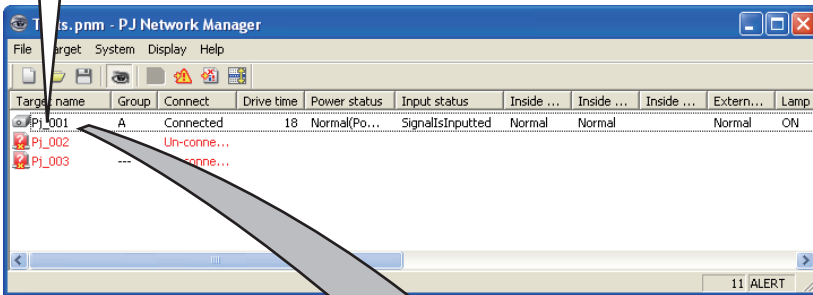 ts.pnm - PJ Network Manager
File Target System Display Help
Target name Group Connect Drive time Power status Input status Inside ... Inside ... Inside ... Extern... Lamp
Pj_001 A Connected 18 Normal(Po... SignalIsInputted Normal Normal Normal ON
Pj_002 Un-conne...
Pj_003 --- conne...
11 ALERT